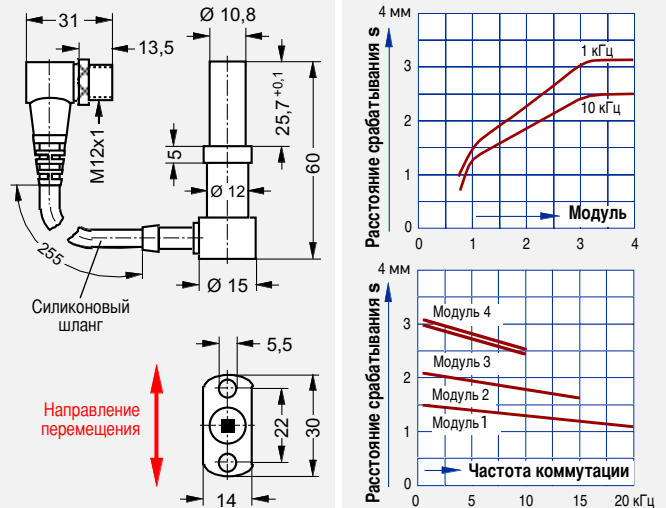 31
13,5
Ø 10,8
25,7 +0,1
5
60
M12x1
Ø 12
255
Ø 15
Силиконовый
шланг
5,5
Направление
перемещения
22
30
14
4 мм
3
2
1
0
Расстояние срабатывания s
1 кГц
10 кГц
Модуль
0
1
2
3
4
4 мм
3
2
1
0
Расстояние срабатывания s
Модуль 4
Модуль 3
Модуль 2
Модуль1
Частота коммутации
0
5
10
15
20 кГц